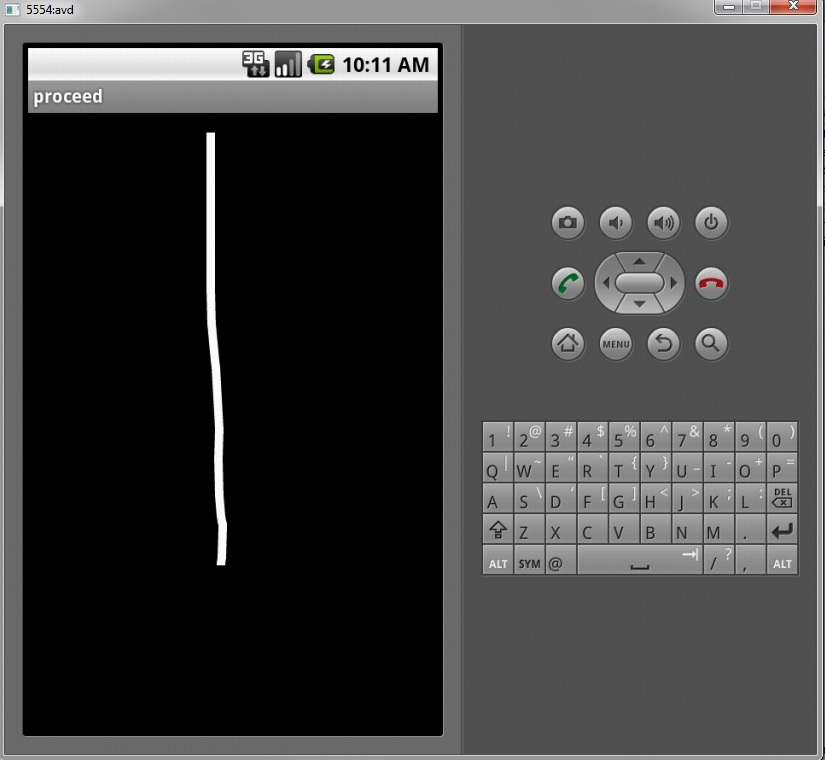 5554:avd
3G 10:11 AM
proceed
MENU
1 ! 2 @ 3 # 4 $ 5 % 6 ^ 7 & 8 * 9 ( 0 )
Q | W ~ E " R ` T { Y } U _ I - O + P =
A S \ D ' F [ G ] H < J > K ; L : DEL
Z X C V B N M .
ALT SYM @ / ? , ALT